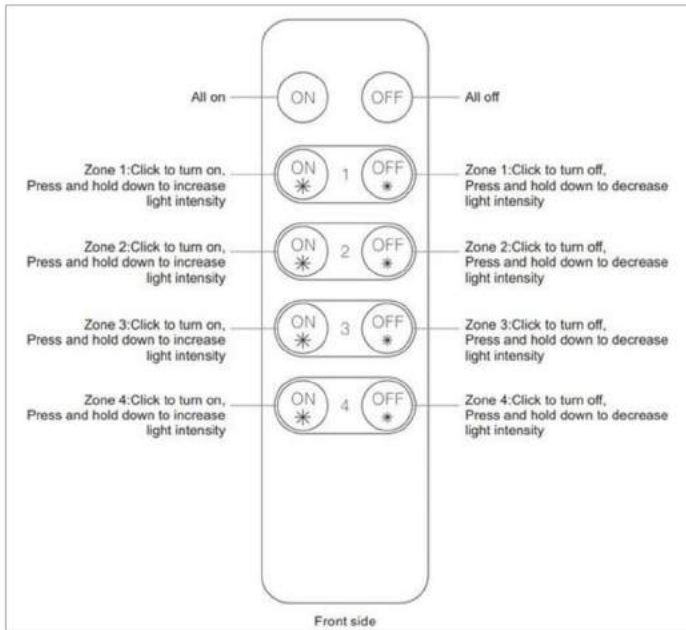 All on
ON
OFF
All off
Zone 1:Click to turn on,
Press and hold down to increase
light intensity
ON
1
OFF
Zone 1:Click to turn off,
Press and hold down to decrease
light intensity
Zone 2:Click to turn on,
Press and hold down to increase
light intensity
ON
2
OFF
Zone 2:Click to turn off,
Press and hold down to decrease
light intensity
Zone 3:Click to turn on,
Press and hold down to increase
light intensity
ON
3
OFF
Zone 3:Click to turn off,
Press and hold down to decrease
light intensity
Zone 4:Click to turn on,
Press and hold down to increase
light intensity
ON
4
OFF
Zone 4:Click to turn off,
Press and hold down to decrease
light intensity
Front side